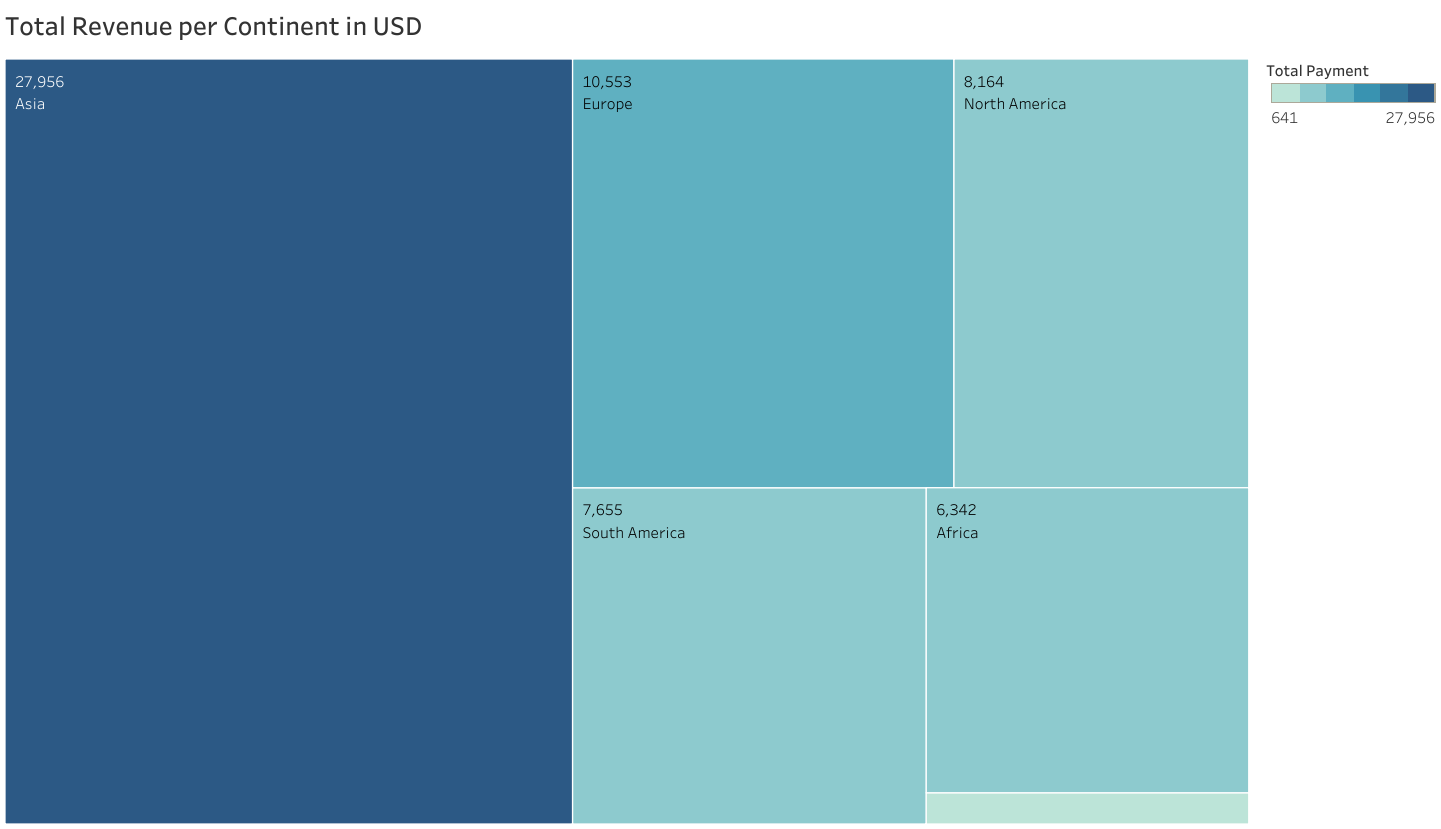 Total Revenue per Continent in USD
27,956
Asia
10,553
Europe
8,164
North America
7,655
South America
6,342
Africa
Total Payment
641 27,956